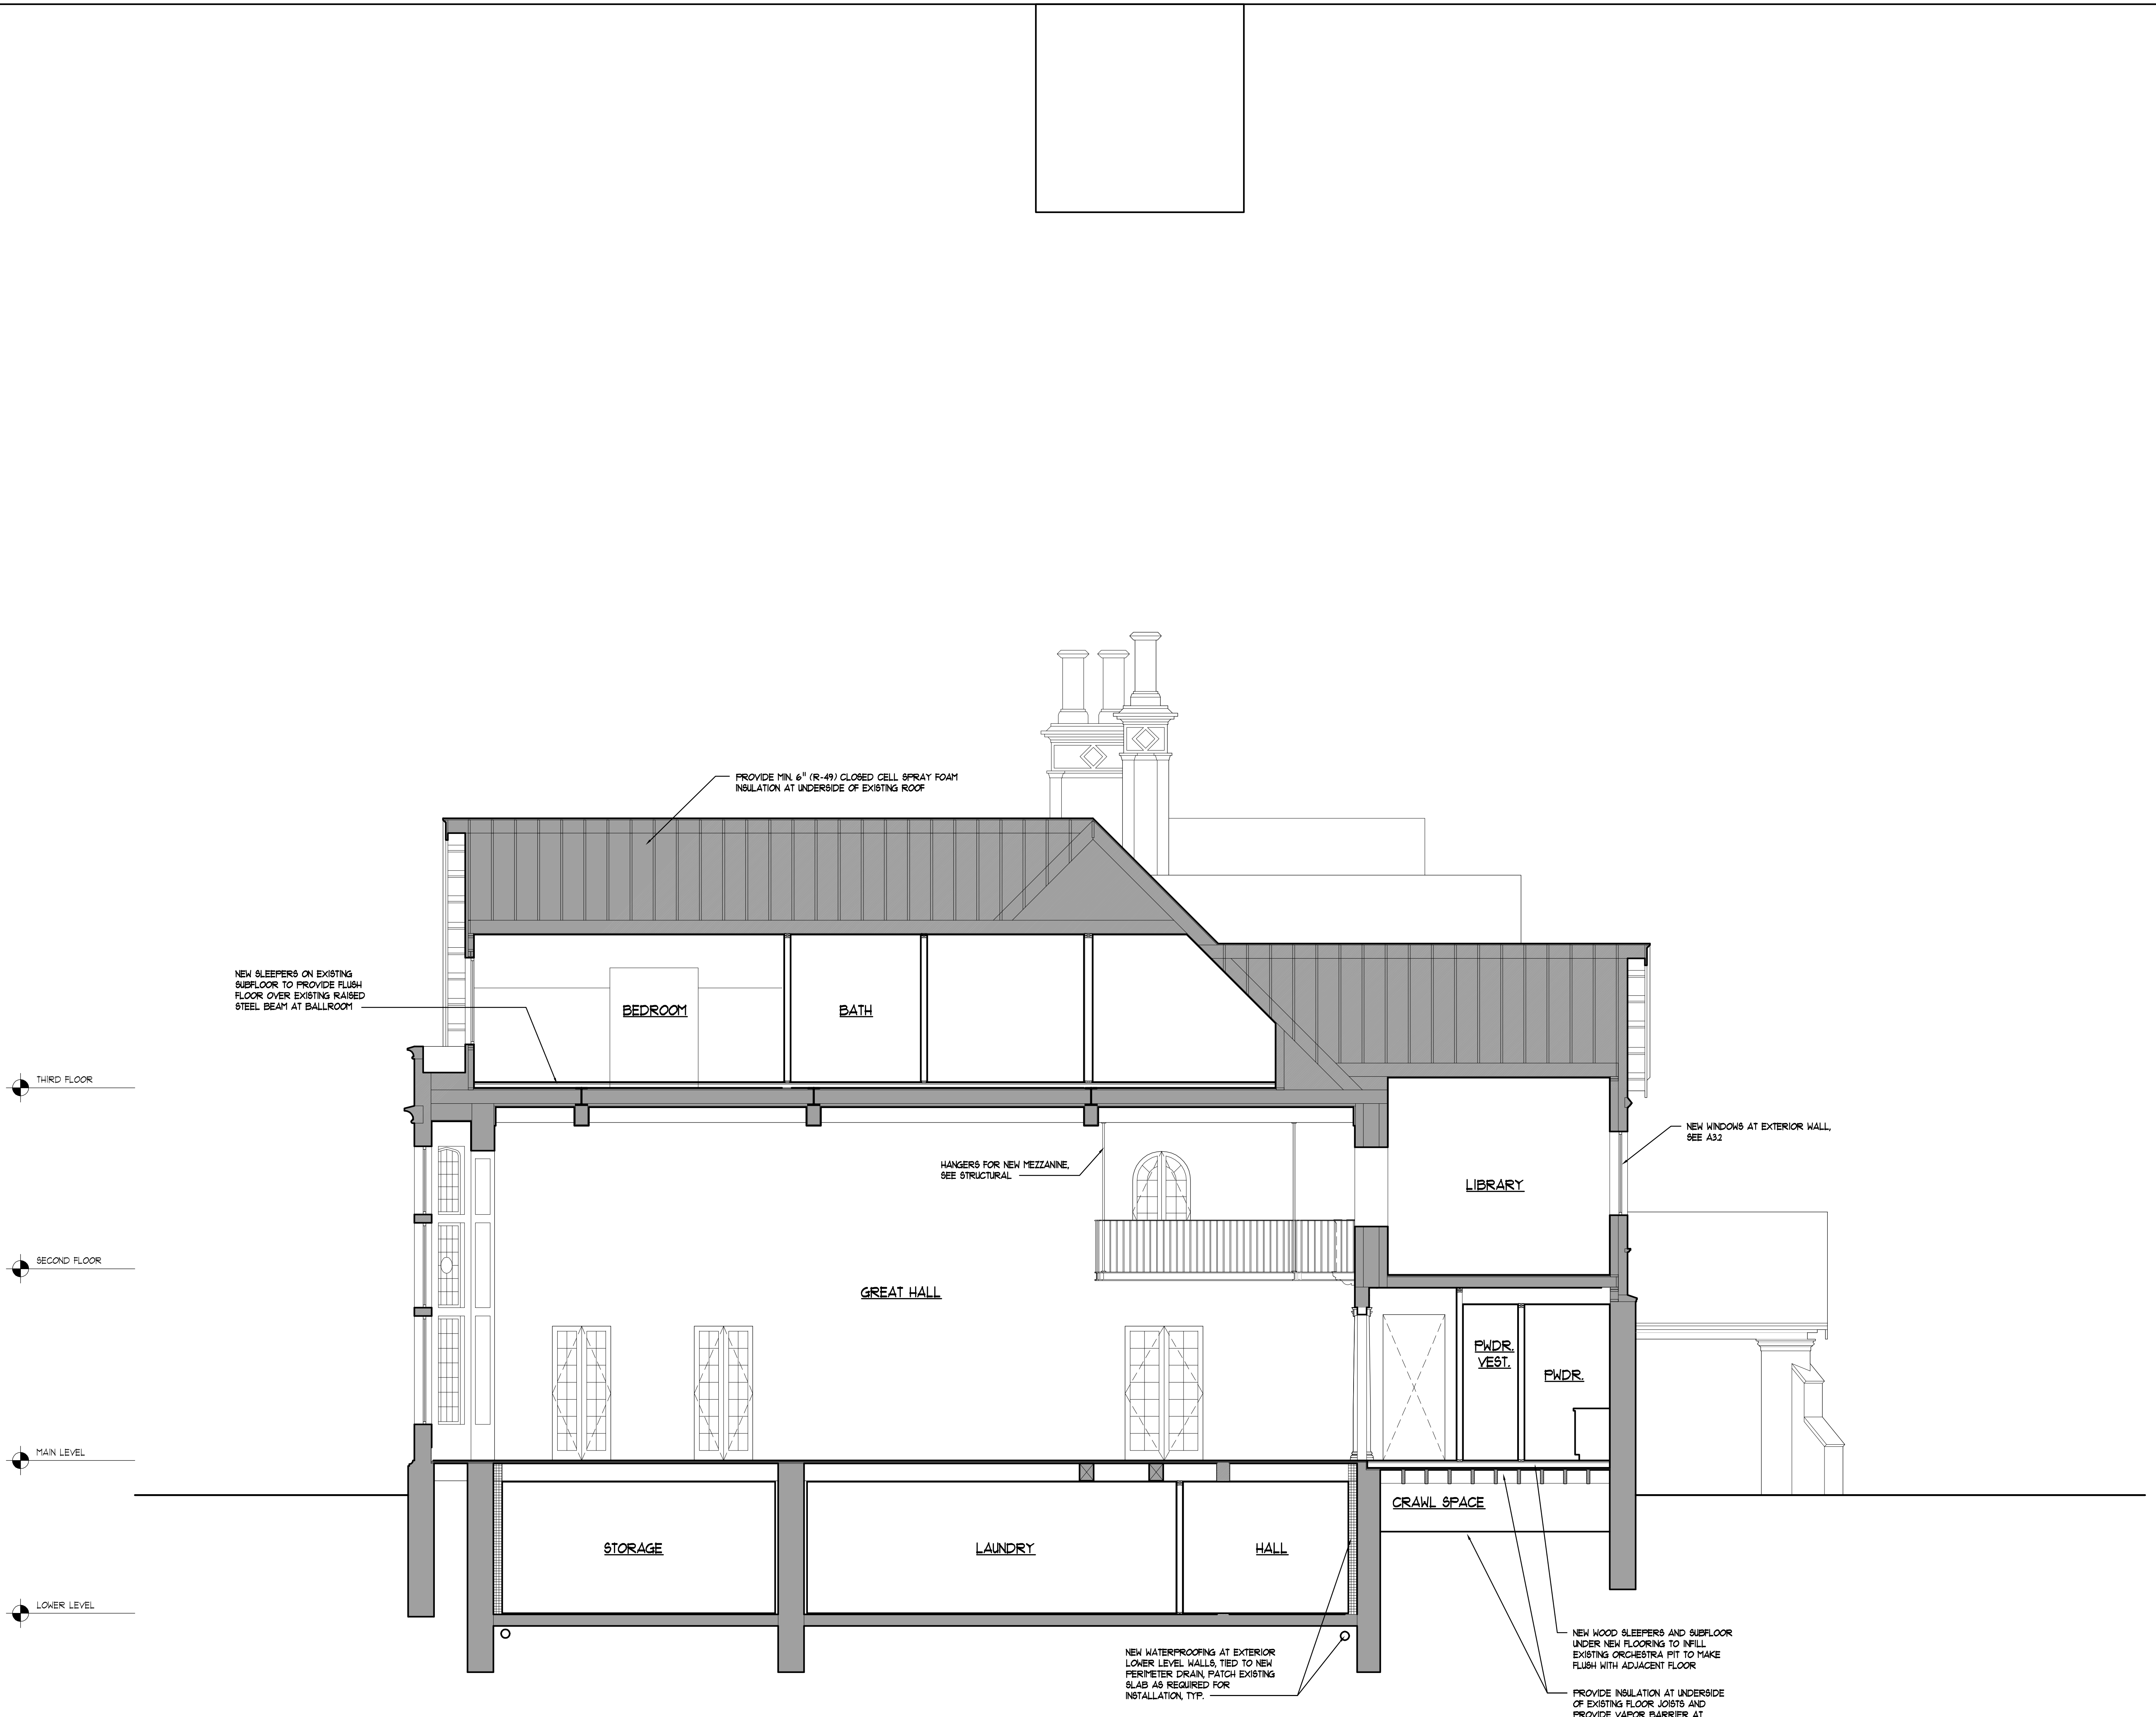 PROVIDE MIN. 6" (R-49) CLOSED CELL SPRAY FOAM
INSULATION AT UNDERSIDE OF EXISTING ROOF
NEW SLEEPERS ON EXISTING
SUBFLOOR TO PROVIDE FLUSH
FLOOR OVER EXISTING RAISED
STEEL BEAM AT BALLROOM
BEDROOM
BATH
THIRD FLOOR
NEW WINDOWS AT EXTERIOR WALL,
SEE A3.2
HANGERS FOR NEW MEZZANINE,
SEE STRUCTURAL
LIBRARY
SECOND FLOOR
GREAT HALL
PWDR.
VEST.
PWDR.
MAIN LEVEL
CRAWL SPACE
STORAGE
LAUNDRY
HALL
LOWER LEVEL
NEW WATERPROOFING AT EXTERIOR
LOWER LEVEL WALLS, TIED TO NEW
PERIMETER DRAIN, PATCH EXISTING
SLAB AS REQUIRED FOR
INSTALLATION, TYP.
NEW WOOD SLEEPERS AND SUBFLOOR
UNDER NEW FLOORING TO INFILL
EXISTING ORCHESTRA PIT TO MAKE
FLUSH WITH ADJACENT FLOOR
PROVIDE INSULATION AT UNDERSIDE
OF EXISTING FLOOR JOISTS AND
PROVIDE VAPOR BARRIER AT